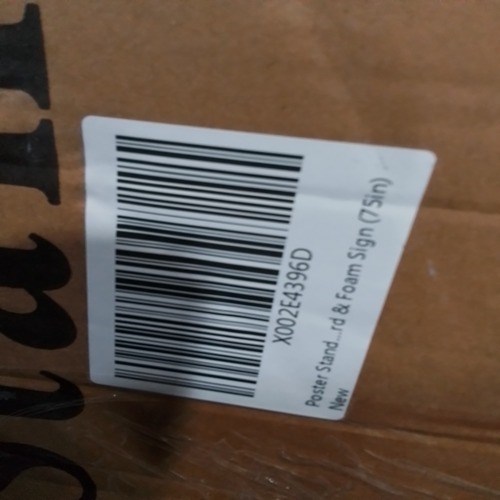 X002E4396D
Poster Stand...rd & Foam Sign (75in)
New